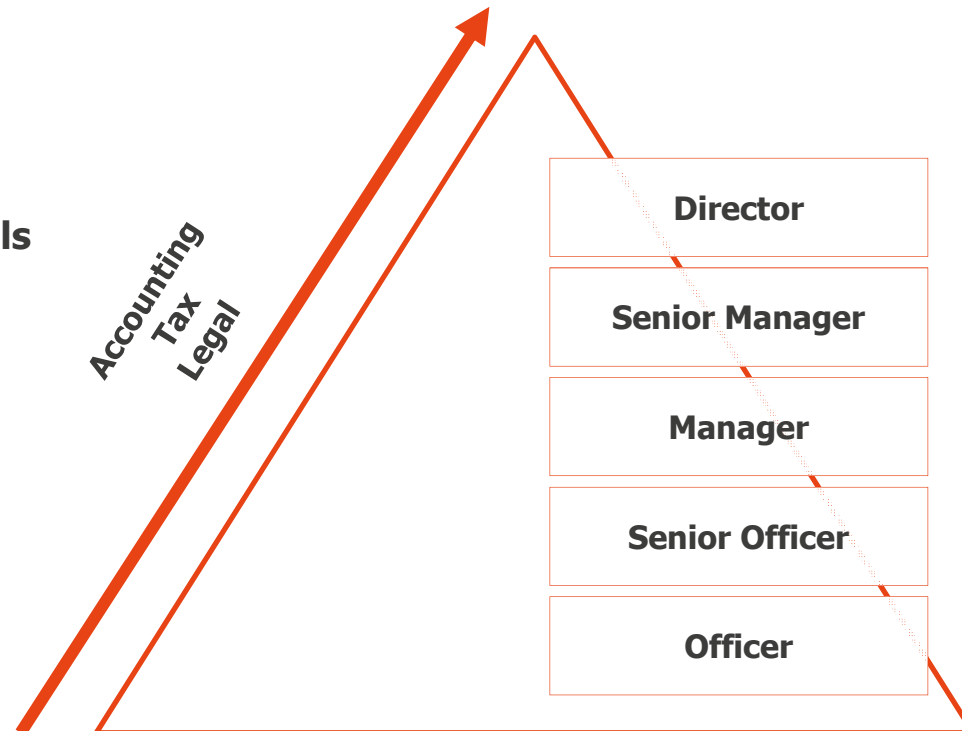 ls
Accounting
Tax
Legal
Director
Senior Manager
Manager
Senior Officer
Officer